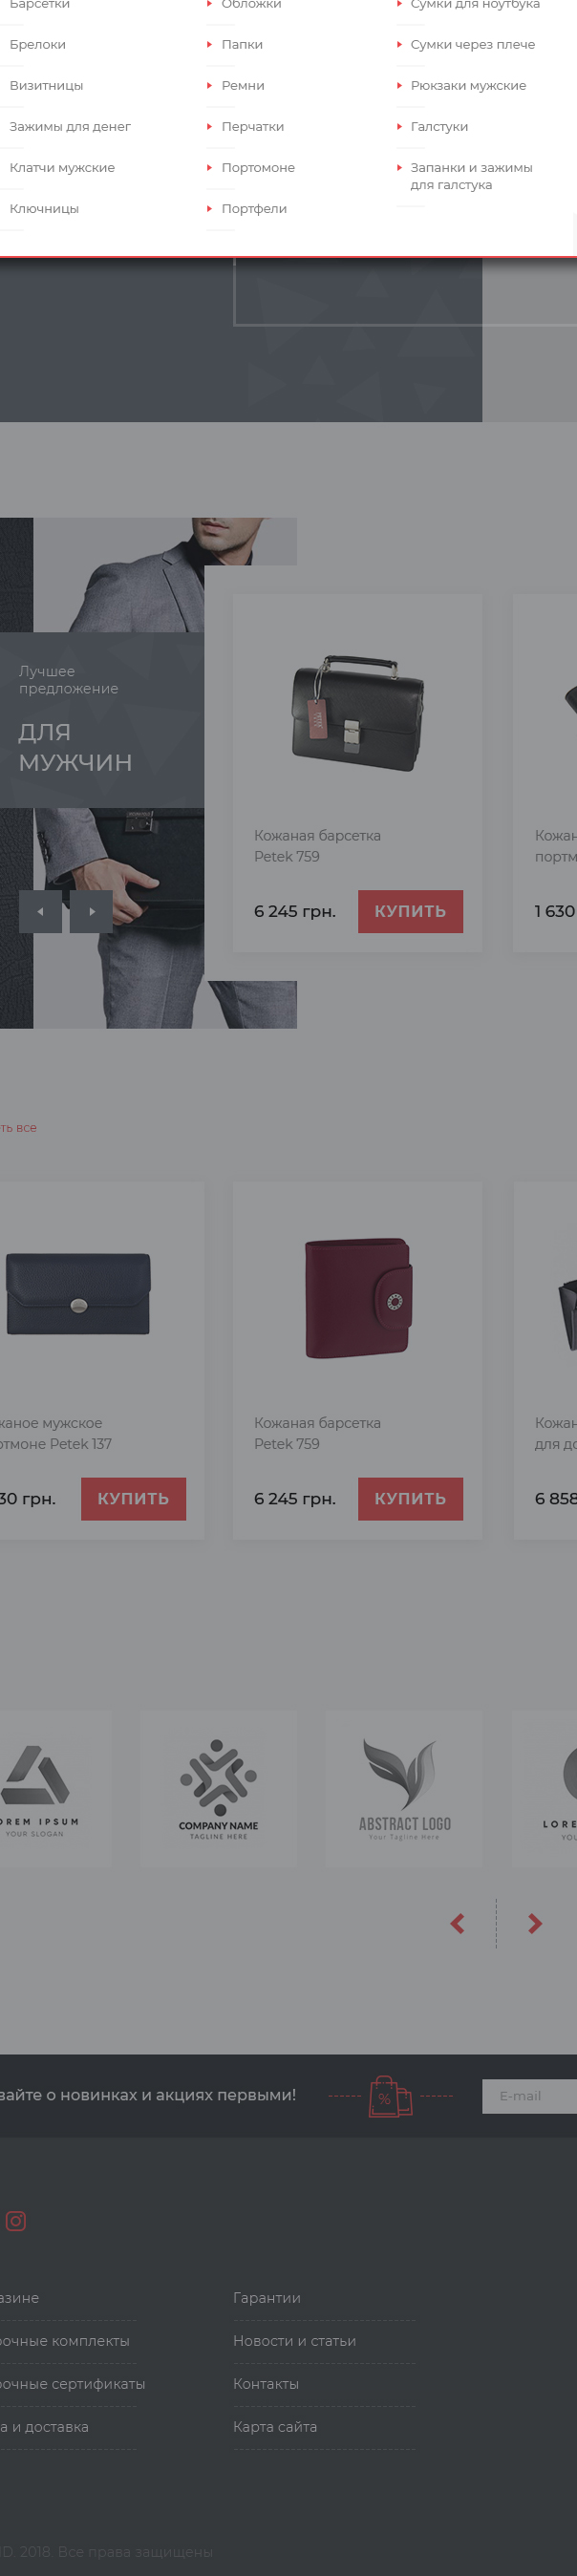 Барсетки
Обложки
Сумки для ноутбука
Брелоки
Папки
Сумки через плече
Визитницы
Ремни
Рюкзаки мужские
Зажимы для денег
Перчатки
Галстуки
Клатчи мужские
Портомоне
Запанки и зажимы
для галстука
Ключницы
Портфели
Лучшее
предложение
ДЛЯ
МУЖЧИН
Кожаная барсетка
Petek 759
6 245 грн.
КУПИТЬ
Кожан
портм
1 630
ть все
жаное мужское
ртмоне Petek 137
30 грн.
КУПИТЬ
Кожаная барсетка
Petek 759
6 245 грн.
КУПИТЬ
Кожан
для до
6 858
OREM IPSUM
YOUR SLOGAN
COMPANY NAME
TAGLINE HERE
ABSTRACT LOGO
Your Tagline Here
LORE
YOU
вайте о новинках и акциях первыми!
%
E-mail
азине
Гарантии
рочные комплекты
Новости и статьи
рочные сертификаты
Контакты
а и доставка
Карта сайта
D. 2018. Все права защищены